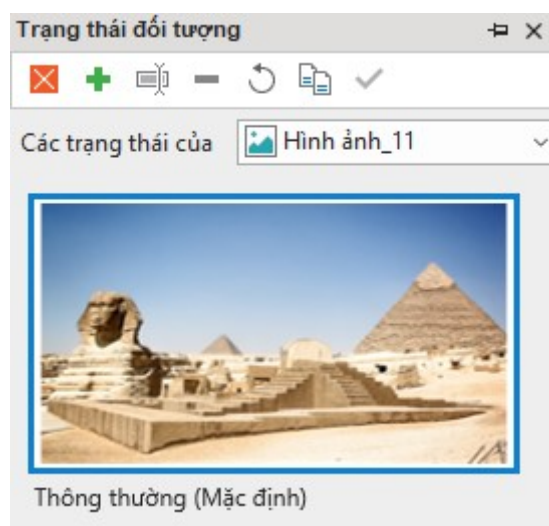 Trạng thái đối tượng
Các trạng thái của Hình ảnh_11
Thông thường (Mặc định)